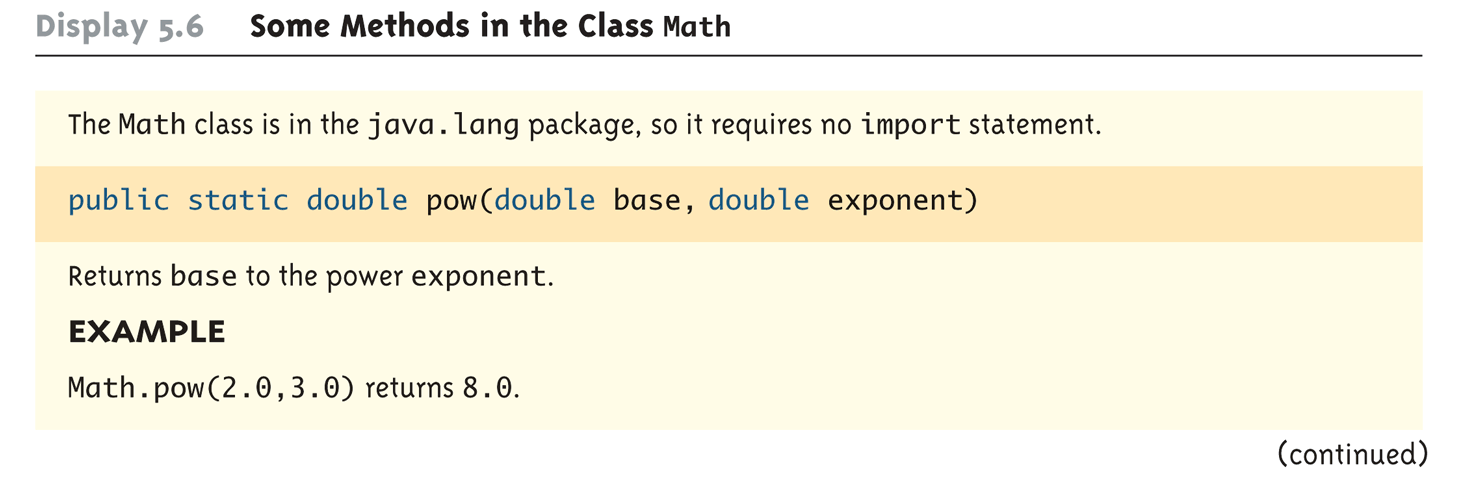 Display 5.6 Some Methods in the Class Math
The Math class is in the java.lang package, so it requires no import statement.
public static double pow(double base, double exponent)
Returns base to the power exponent.
EXAMPLE
Math.pow(2.0,3.0) returns 8.0.
(continued)